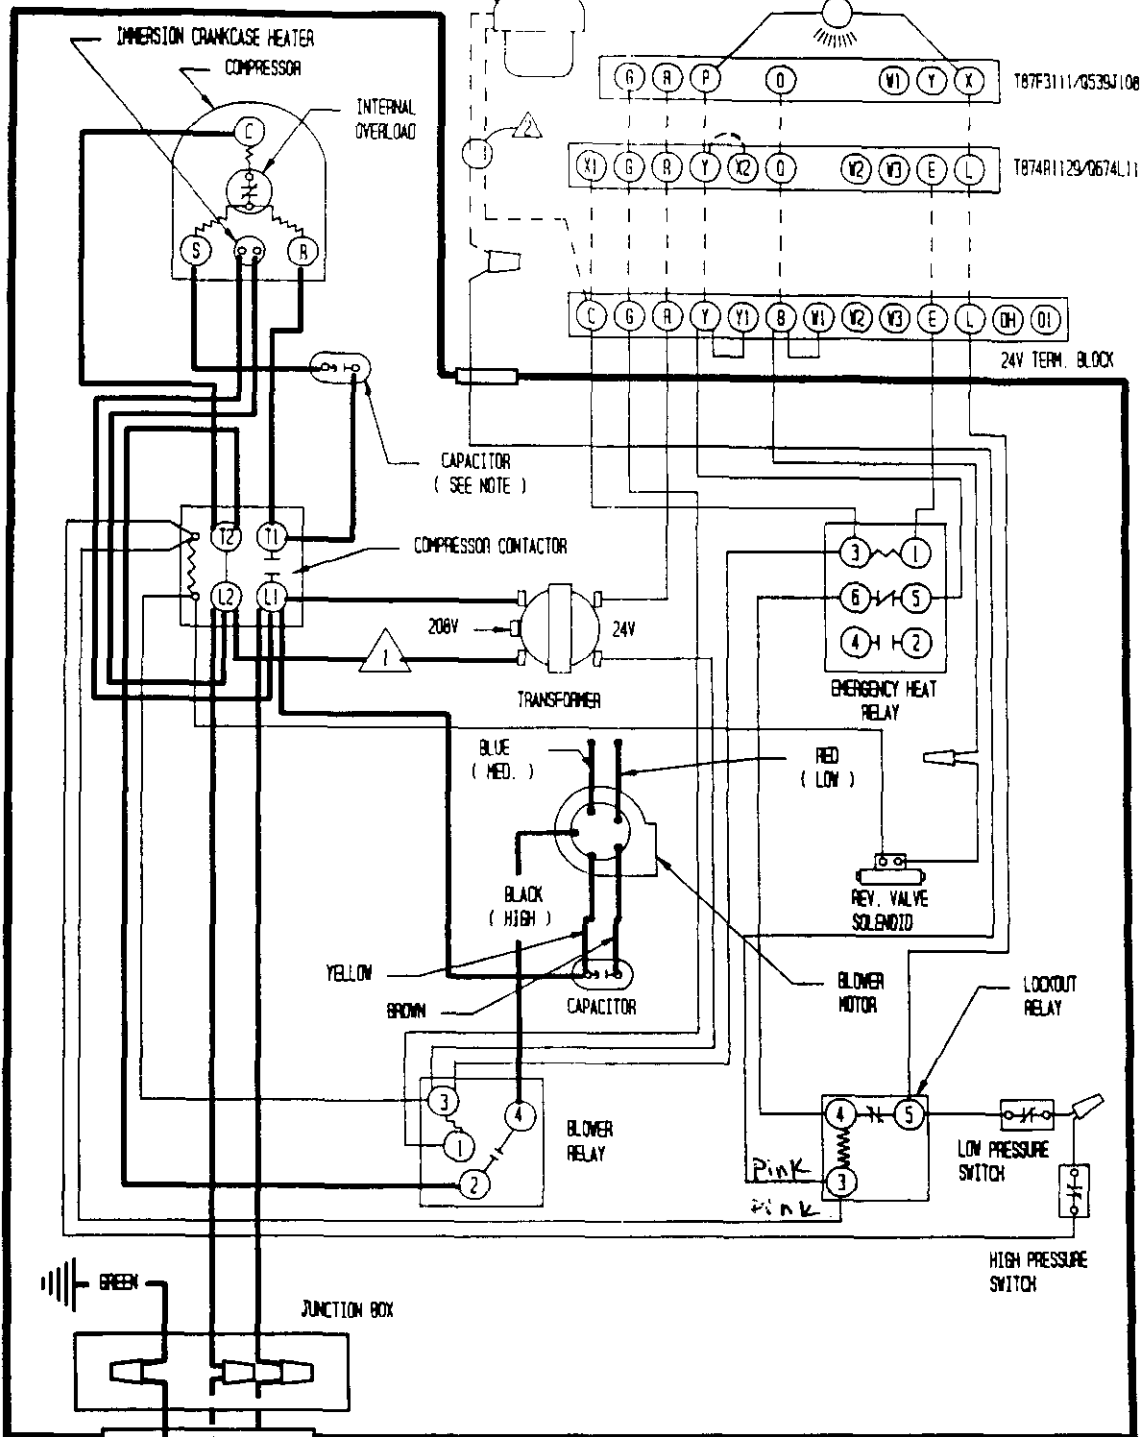 IMMERSION CRANKCASE HEATER
COMPRESSOR
INTERNAL
OVERLOAD
C
S
R
G R P O W1 Y X
T87F3111/Q539J108
2
X1 G R Y X2 O W2 W3 E L
T874R1129/Q674L11
C G R Y Y1 B W1 W2 W3 E L DH D1
24V TERM. BLOCK
CAPACITOR
( SEE NOTE )
T2 T1
COMPRESSOR CONTACTOR
L2 L1
208V
24V
1
TRANSFORMER
3 1
6 5
4 2
EMERGENCY HEAT
RELAY
BLUE
( MED. )
RED
( LOW )
BLACK
( HIGH )
REV. VALVE
SOLENOID
YELLOW
BROWN
CAPACITOR
BLOWER
MOTOR
LOCKOUT
RELAY
3
4
1
2
BLOWER
RELAY
4 5
3
Pink
Pink
LOW PRESSURE
SWITCH
HIGH PRESSURE
SWITCH
GREEN
JUNCTION BOX